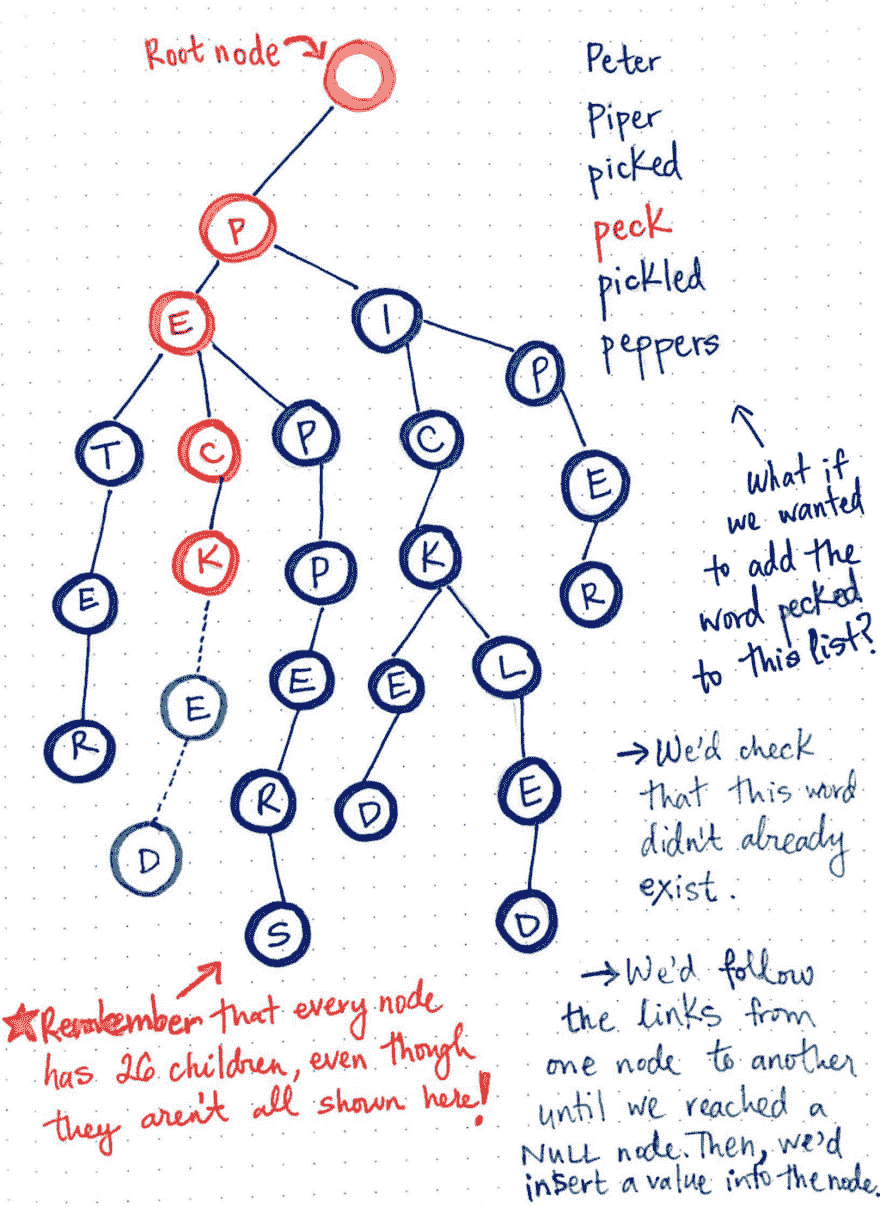 Root node
P
E
I
P
T
C
P
C
E
E
K
P
K
R
R
E
E
E
L
D
R
D
E
S
D
Peter
Piper
picked
peck
pickled
peppers
What if
we wanted
to add the
word pecked
to this list?
→We'd check
that this word
didn't already
exist.
→We'd follow
the links from
one node to another
until we reached a
NULL node. Then, we'd
insert a value into the node.
★Remember that every node
has 26 children, even though
they aren't all shown here!